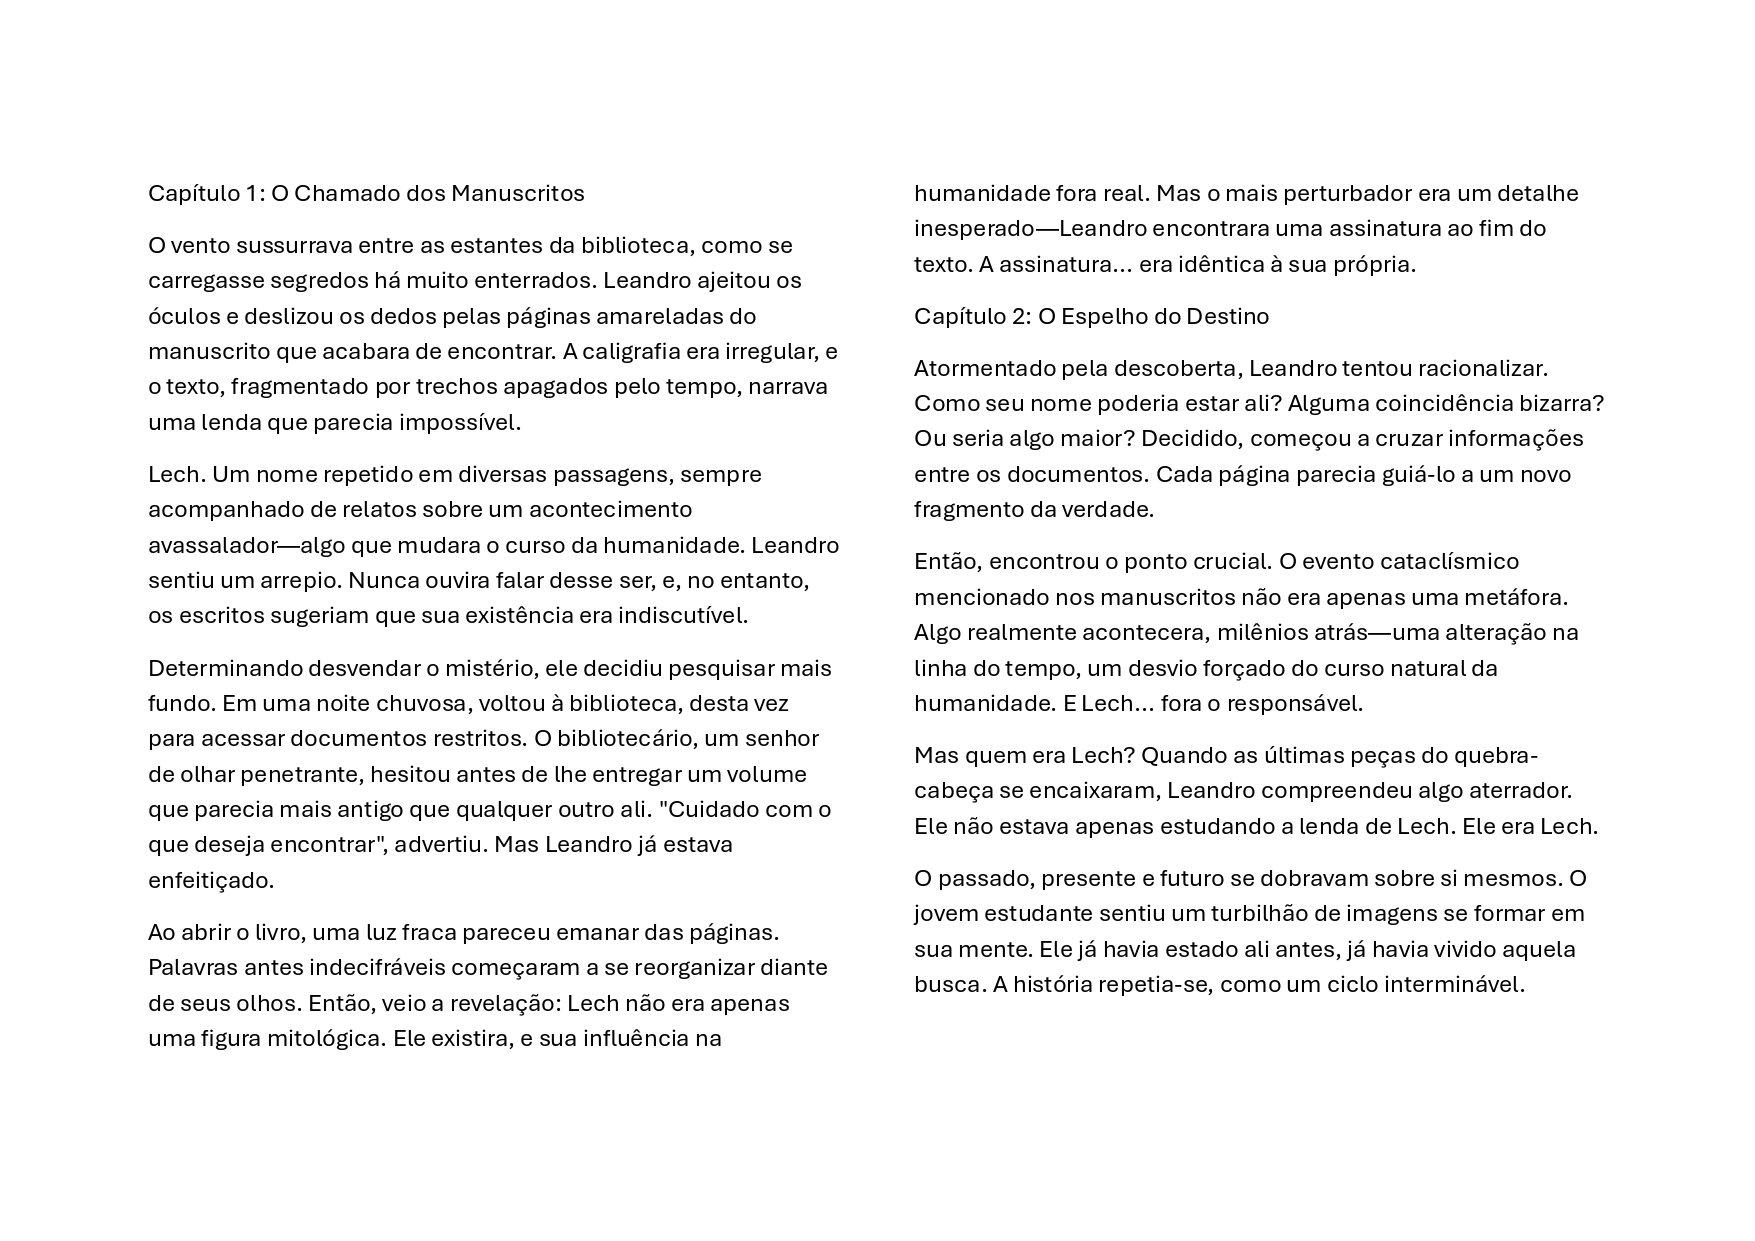 Capítulo 1: O Chamado dos Manuscritos
O vento sussurrava entre as estantes da biblioteca, como se
carregasse segredos há muito enterrados. Leandro ajeitou os
óculos e deslizou os dedos pelas páginas amareladas do
manuscrito que acabara de encontrar. A caligrafia era irregular, e
o texto, fragmentado por trechos apagados pelo tempo, narrava
uma lenda que parecia impossível.
Lech. Um nome repetido em diversas passagens, sempre
acompanhado de relatos sobre um acontecimento
avassalador—algo que mudara o curso da humanidade. Leandro
sentiu um arrepio. Nunca ouvira falar desse ser, e, no entanto,
os escritos sugeriam que sua existência era indiscutível.
Determinando desvendar o mistério, ele decidiu pesquisar mais
fundo. Em uma noite chuvosa, voltou à biblioteca, desta vez
para acessar documentos restritos. O bibliotecário, um senhor
de olhar penetrante, hesitou antes de lhe entregar um volume
que parecia mais antigo que qualquer outro ali. "Cuidado com o
que deseja encontrar", advertiu. Mas Leandro já estava
enfeitiçado.
Ao abrir o livro, uma luz fraca pareceu emanar das páginas.
Palavras antes indecifráveis começaram a se reorganizar diante
de seus olhos. Então, veio a revelação: Lech não era apenas
uma figura mitológica. Ele existira, e sua influência na
humanidade fora real. Mas o mais perturbador era um detalhe
inesperado—Leandro encontrara uma assinatura ao fim do
texto. A assinatura... era idêntica à sua própria.
Capítulo 2: O Espelho do Destino
Atormentado pela descoberta, Leandro tentou racionalizar.
Como seu nome poderia estar ali? Alguma coincidência bizarra?
Ou seria algo maior? Decidido, começou a cruzar informações
entre os documentos. Cada página parecia guiá-lo a um novo
fragmento da verdade.
Então, encontrou o ponto crucial. O evento cataclísmico
mencionado nos manuscritos não era apenas uma metáfora.
Algo realmente acontecera, milênios atrás—uma alteração na
linha do tempo, um desvio forçado do curso natural da
humanidade. E Lech... fora o responsável.
Mas quem era Lech? Quando as últimas peças do quebra-
cabeça se encaixaram, Leandro compreendeu algo aterrador.
Ele não estava apenas estudando a lenda de Lech. Ele era Lech.
O passado, presente e futuro se dobravam sobre si mesmos. O
jovem estudante sentiu um turbilhão de imagens se formar em
sua mente. Ele já havia estado ali antes, já havia vivido aquela
busca. A história repetia-se, como um ciclo interminável.